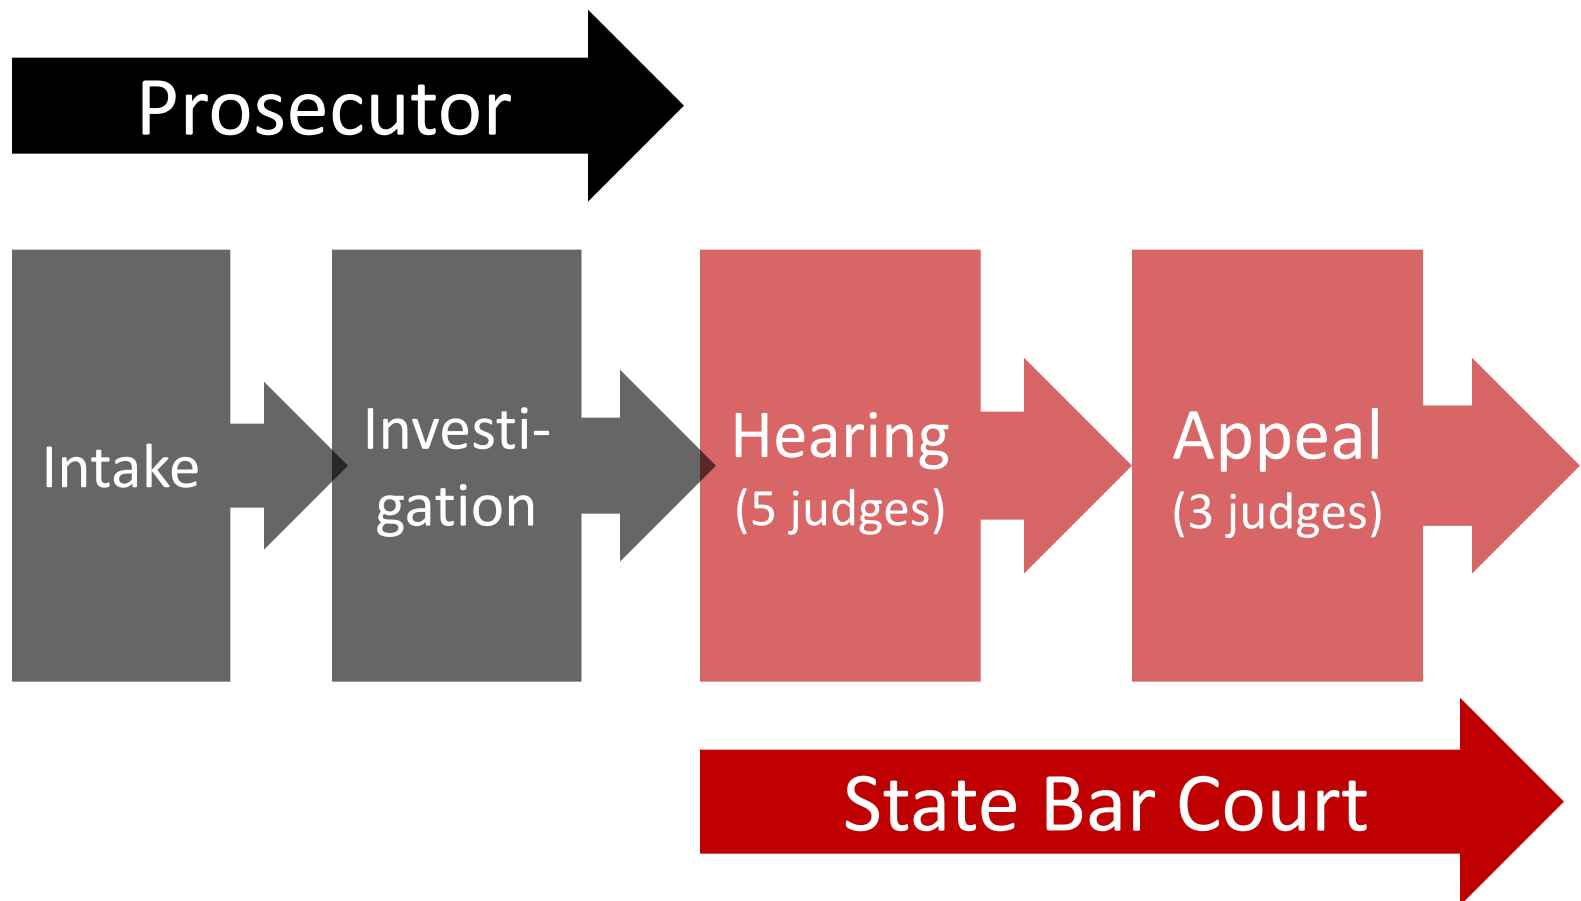 Prosecutor
Intake
Investi-
gation
Hearing
(5 judges)
Appeal
(3 judges)
State Bar Court